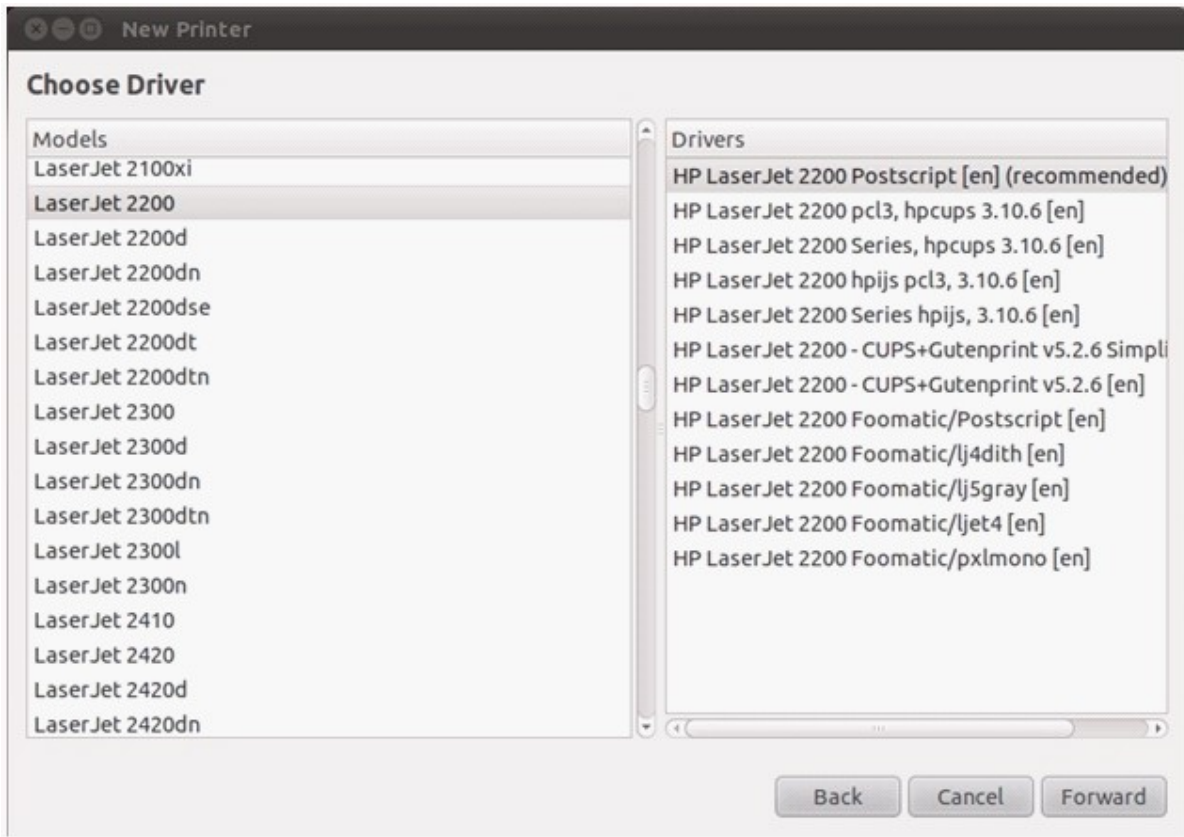 New Printer
Choose Driver
Models
LaserJet 2100xi
LaserJet 2200
LaserJet 2200d
LaserJet 2200dn
LaserJet 2200dse
LaserJet 2200dt
LaserJet 2200dtn
LaserJet 2300
LaserJet 2300d
LaserJet 2300dn
LaserJet 2300dtn
LaserJet 2300l
LaserJet 2300n
LaserJet 2410
LaserJet 2420
LaserJet 2420d
LaserJet 2420dn
Drivers
HP LaserJet 2200 Postscript [en] (recommended)
HP LaserJet 2200 pcl3, hpcups 3.10.6 [en]
HP LaserJet 2200 Series, hpcups 3.10.6 [en]
HP LaserJet 2200 hpijs pcl3, 3.10.6 [en]
HP LaserJet 2200 Series hpijs, 3.10.6 [en]
HP LaserJet 2200 - CUPS+Gutenprint v5.2.6 Simpli
HP LaserJet 2200 - CUPS+Gutenprint v5.2.6 [en]
HP LaserJet 2200 Foomatic/Postscript [en]
HP LaserJet 2200 Foomatic/lj4dith [en]
HP LaserJet 2200 Foomatic/lj5gray [en]
HP LaserJet 2200 Foomatic/ljet4 [en]
HP LaserJet 2200 Foomatic/pxlmono [en]
Back
Cancel
Forward